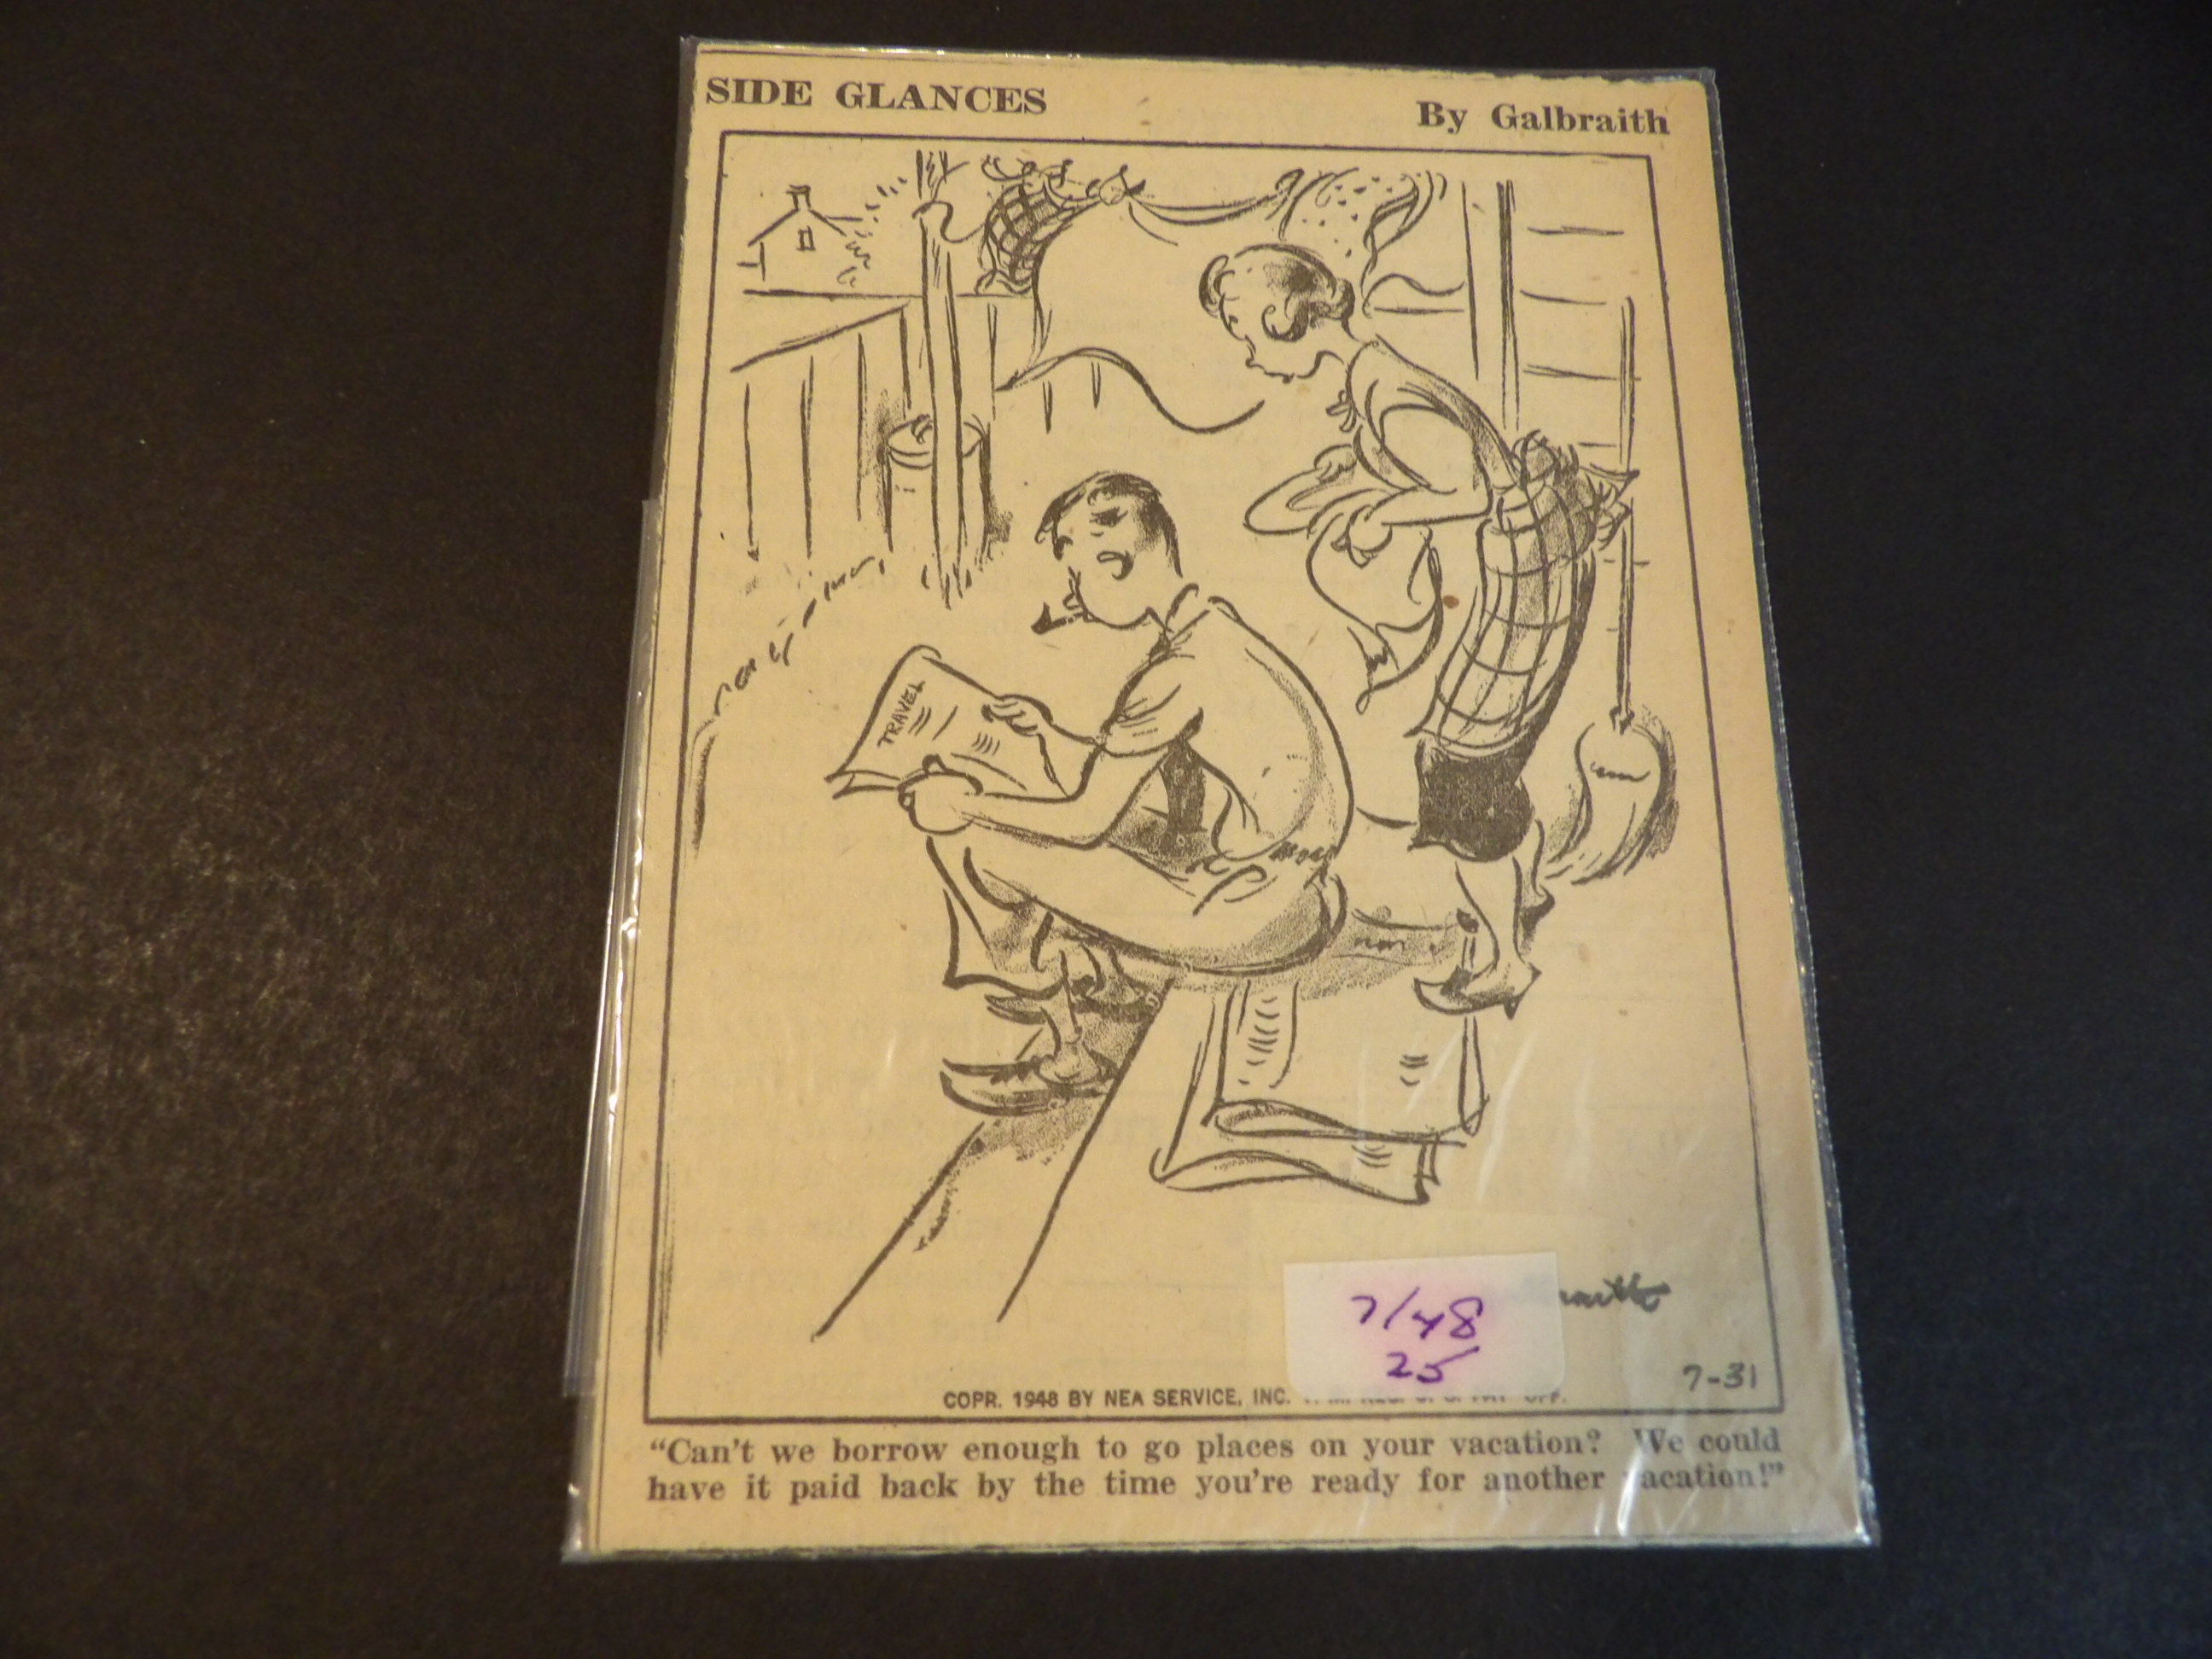 SIDE GLANCES
By Galbraith
TRAVEL
7/48
25
7-31
COPR. 1948 BY NEA SERVICE, INC.
"Can't we borrow enough to go places on your vacation? We could
have it paid back by the time you're ready for another vacation!"